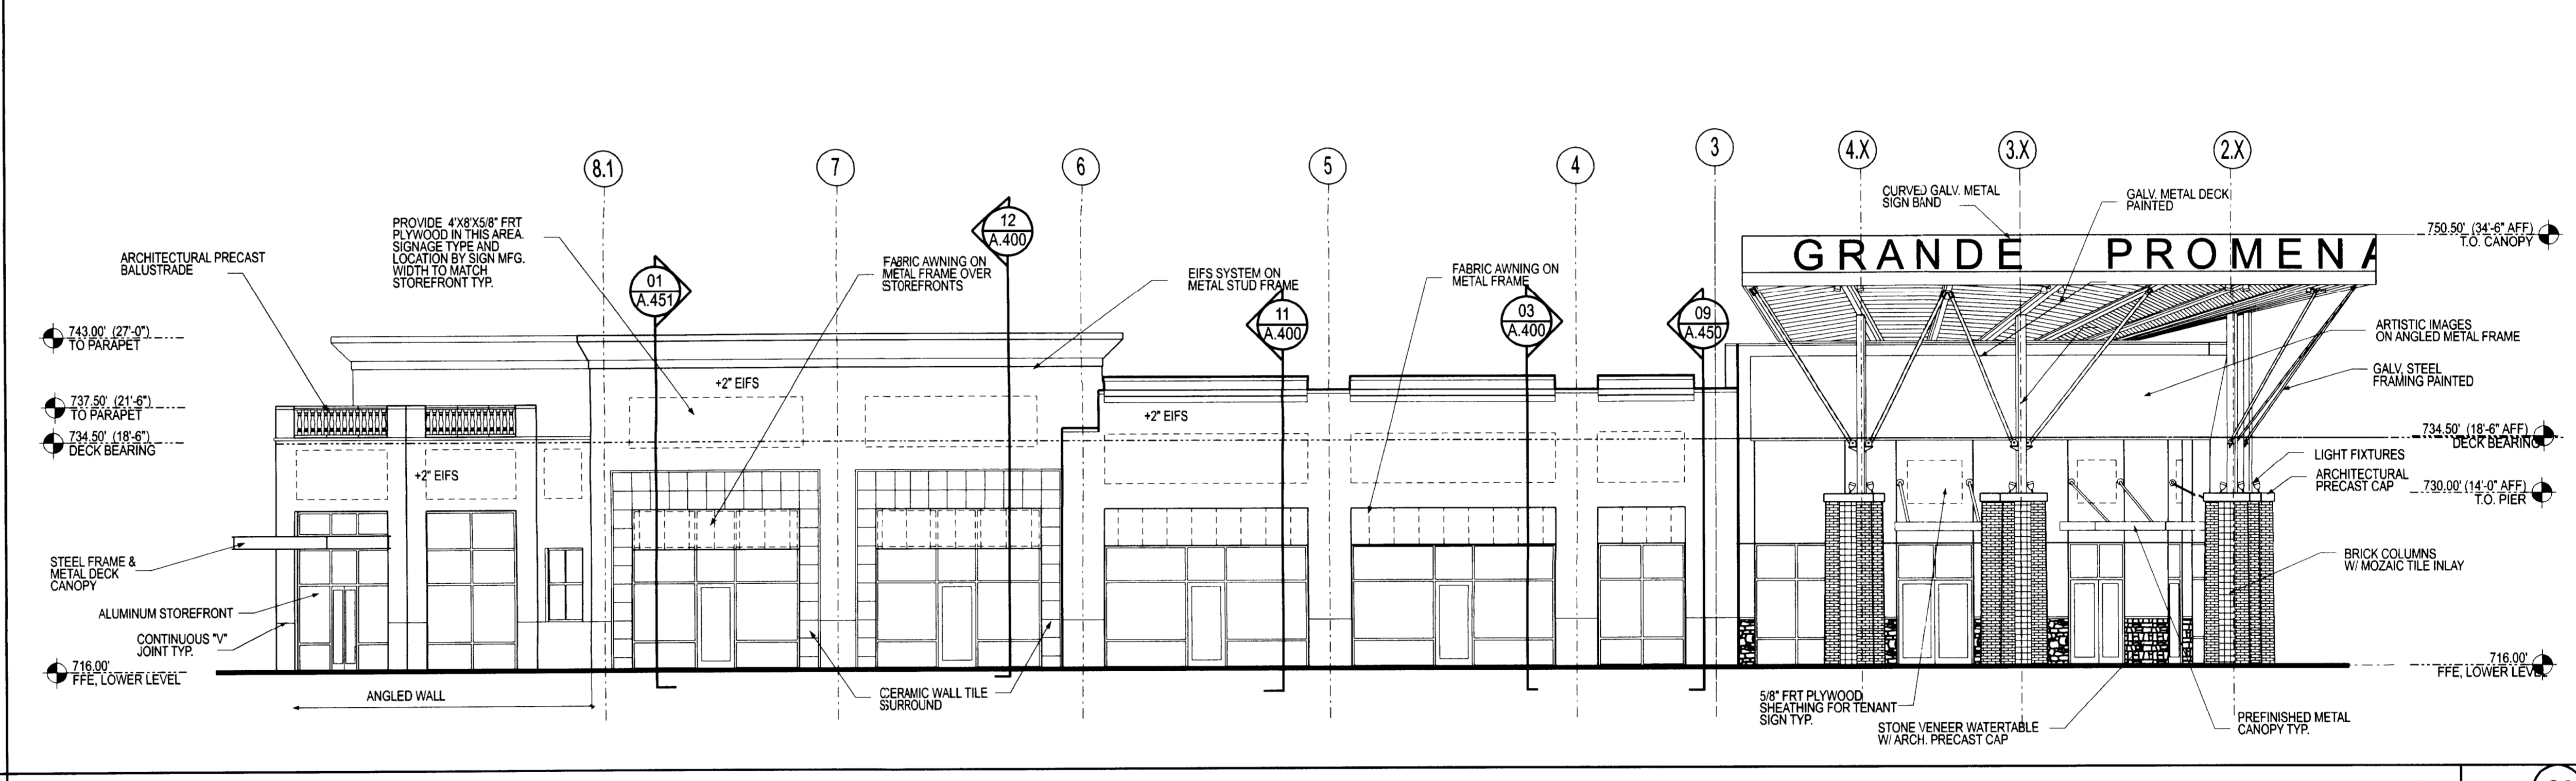 8.1
7
6
5
4
3
4.X
3.X
2.X
PROVIDE 4'X8'X5/8" FRT
PLYWOOD IN THIS AREA.
SIGNAGE TYPE AND
LOCATION BY SIGN MFG.
WIDTH TO MATCH
STOREFRONT TYP.
ARCHITECTURAL PRECAST
BALUSTRADE
01
A.451
12
A.400
FABRIC AWNING ON
METAL FRAME OVER
STOREFRONTS
EIFS SYSTEM ON
METAL STUD FRAME
11
A.400
FABRIC AWNING ON
METAL FRAME
03
A.400
09
A.450
CURVED GALV. METAL
SIGN BAND
GALV. METAL DECK
PAINTED
GRANDE PROMENA
750.50' (34'-6" AFF)
T.O. CANOPY
743.00' (27'-0")
TO PARAPET
737.50' (21'-6")
TO PARAPET
734.50' (18'-6")
DECK BEARING
+2" EIFS
+2" EIFS
+2" EIFS
ARTISTIC IMAGES
ON ANGLED METAL FRAME
GALV. STEEL
FRAMING PAINTED
734.50' (18'-6" AFF)
DECK BEARING
LIGHT FIXTURES
ARCHITECTURAL
PRECAST CAP
730.00' (14'-0" AFF)
T.O. PIER
BRICK COLUMNS
W/ MOZAIC TILE INLAY
STEEL FRAME &
METAL DECK
CANOPY
ALUMINUM STOREFRONT
CONTINUOUS "V"
JOINT TYP.
716.00'
FFE, LOWER LEVEL
ANGLED WALL
CERAMIC WALL TILE
SURROUND
5/8" FRT PLYWOOD
SHEATHING FOR TENANT
SIGN TYP.
STONE VENEER WATERTABLE
W/ ARCH. PRECAST CAP
PREFINISHED METAL
CANOPY TYP.
716.00'
FFE, LOWER LEVEL